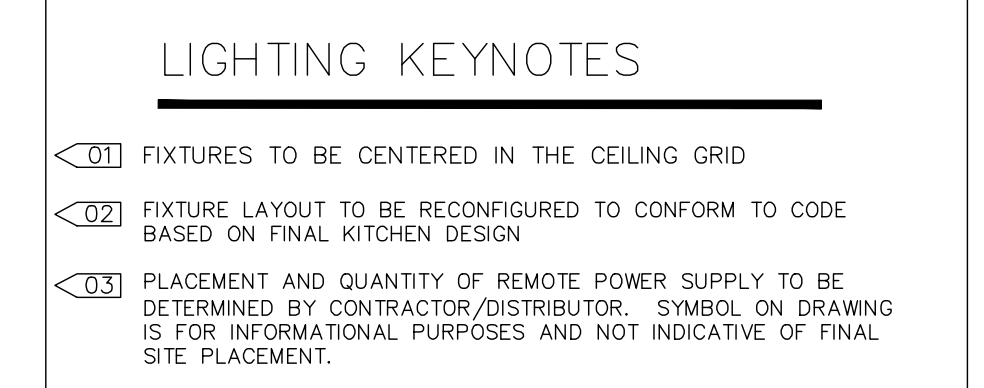 LIGHTING KEYNOTES
01 FIXTURES TO BE CENTERED IN THE CEILING GRID
02 FIXTURE LAYOUT TO BE RECONFIGURED TO CONFORM TO CODE
BASED ON FINAL KITCHEN DESIGN
03 PLACEMENT AND QUANTITY OF REMOTE POWER SUPPLY TO BE
DETERMINED BY CONTRACTOR/DISTRIBUTOR. SYMBOL ON DRAWING
IS FOR INFORMATIONAL PURPOSES AND NOT INDICATIVE OF FINAL
SITE PLACEMENT.